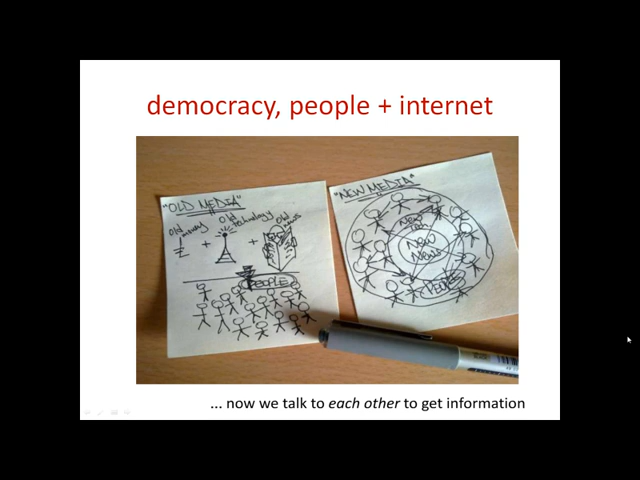 democracy, people + internet
"OLD MEDIA"
Old money
+
Old technology
+
Old news
PEOPLE
"NEW MEDIA"
NEW
NEW
NEWS
PEOPLE
... now we talk to each other to get information